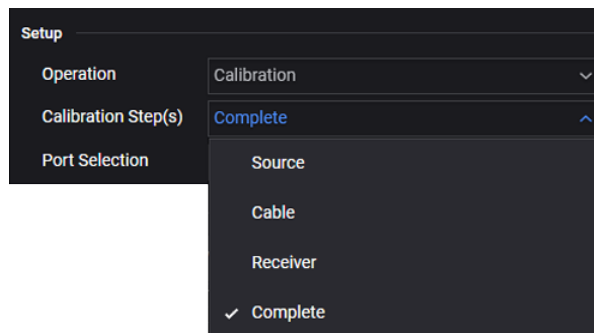 Setup
Operation Calibration
Calibration Step(s) Complete
Port Selection Source
Cable
Receiver
Complete